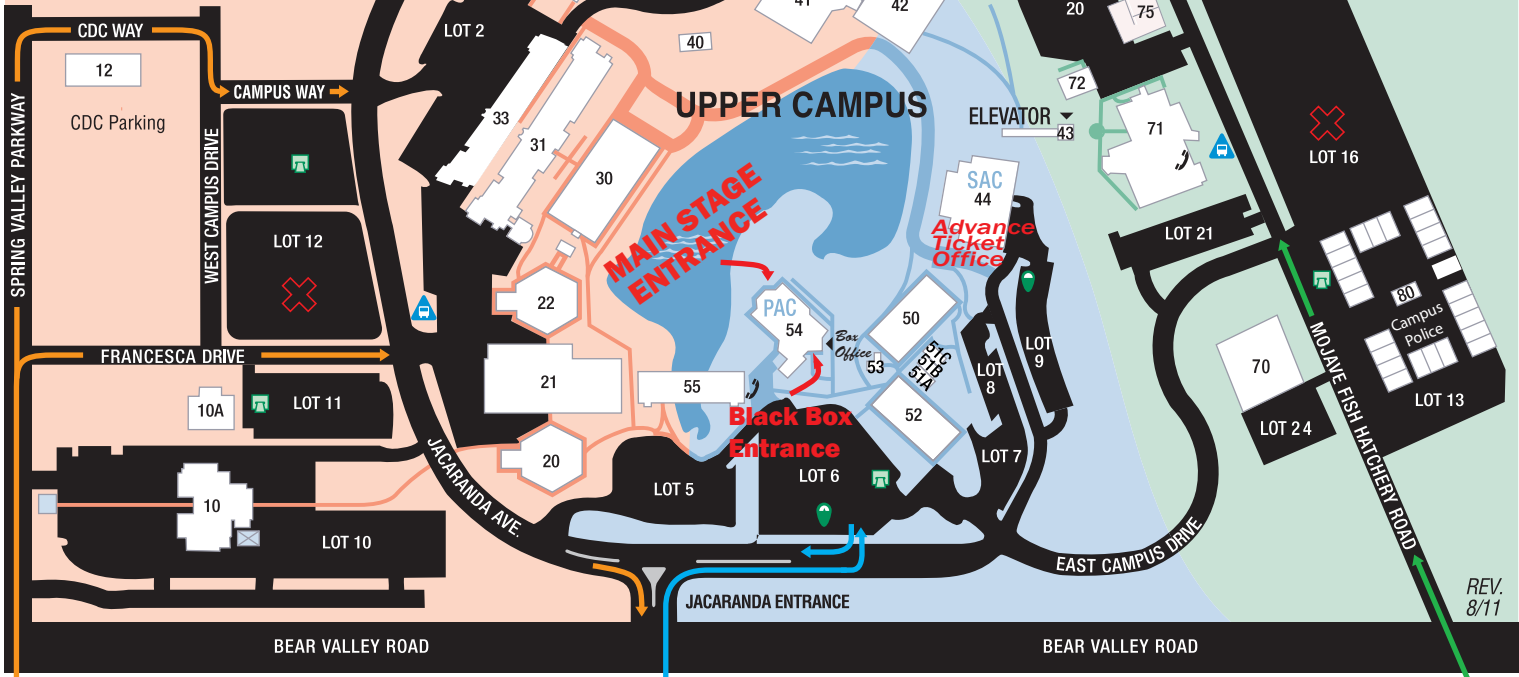 41
42
20
75
CDC WAY
LOT 2
40
12
72
CAMPUS WAY
UPPER CAMPUS
ELEVATOR
43
CDC Parking
33
31
71
SPRING VALLEY PARKWAY
WEST CAMPUS DRIVE
LOT 16
30
SAC
44
MAIN STAGE
ENTRANCE
Advance
Ticket
Office
LOT 12
LOT 21
22
PAC
54
50
80
Campus
Police
Box
Office
53
51C
51B
51A
LOT
9
LOT
8
FRANCESCA DRIVE
21
55
70
MOJAVE FISH HATCHERY ROAD
10A
LOT 11
52
LOT 13
Black Box
Entrance
LOT 24
JACARANDA AVE.
20
LOT 7
LOT 5
LOT 6
10
LOT 10
EAST CAMPUS DRIVE
JACARANDA ENTRANCE
REV.
8/11
BEAR VALLEY ROAD
BEAR VALLEY ROAD